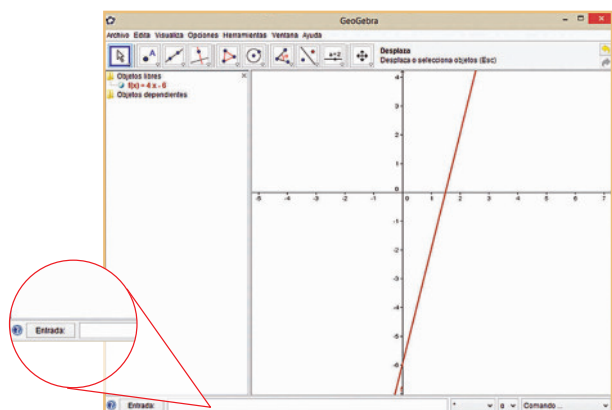 GeoGebra
Archivo Edita Visualiza Opciones Herramientas Ventana Ayuda
A
a=2
Desplaza
Desplaza o selecciona objetos (Esc)
Objetos libres
f(x) = 4 x - 6
Objetos dependientes
4
3
2
1
0
-5 -4 -3 -2 -1 0 1 2 3 4 5 6 7
-1
-2
-3
-4
-5
-6
Entrada:
Entrada:
α
Comando ...